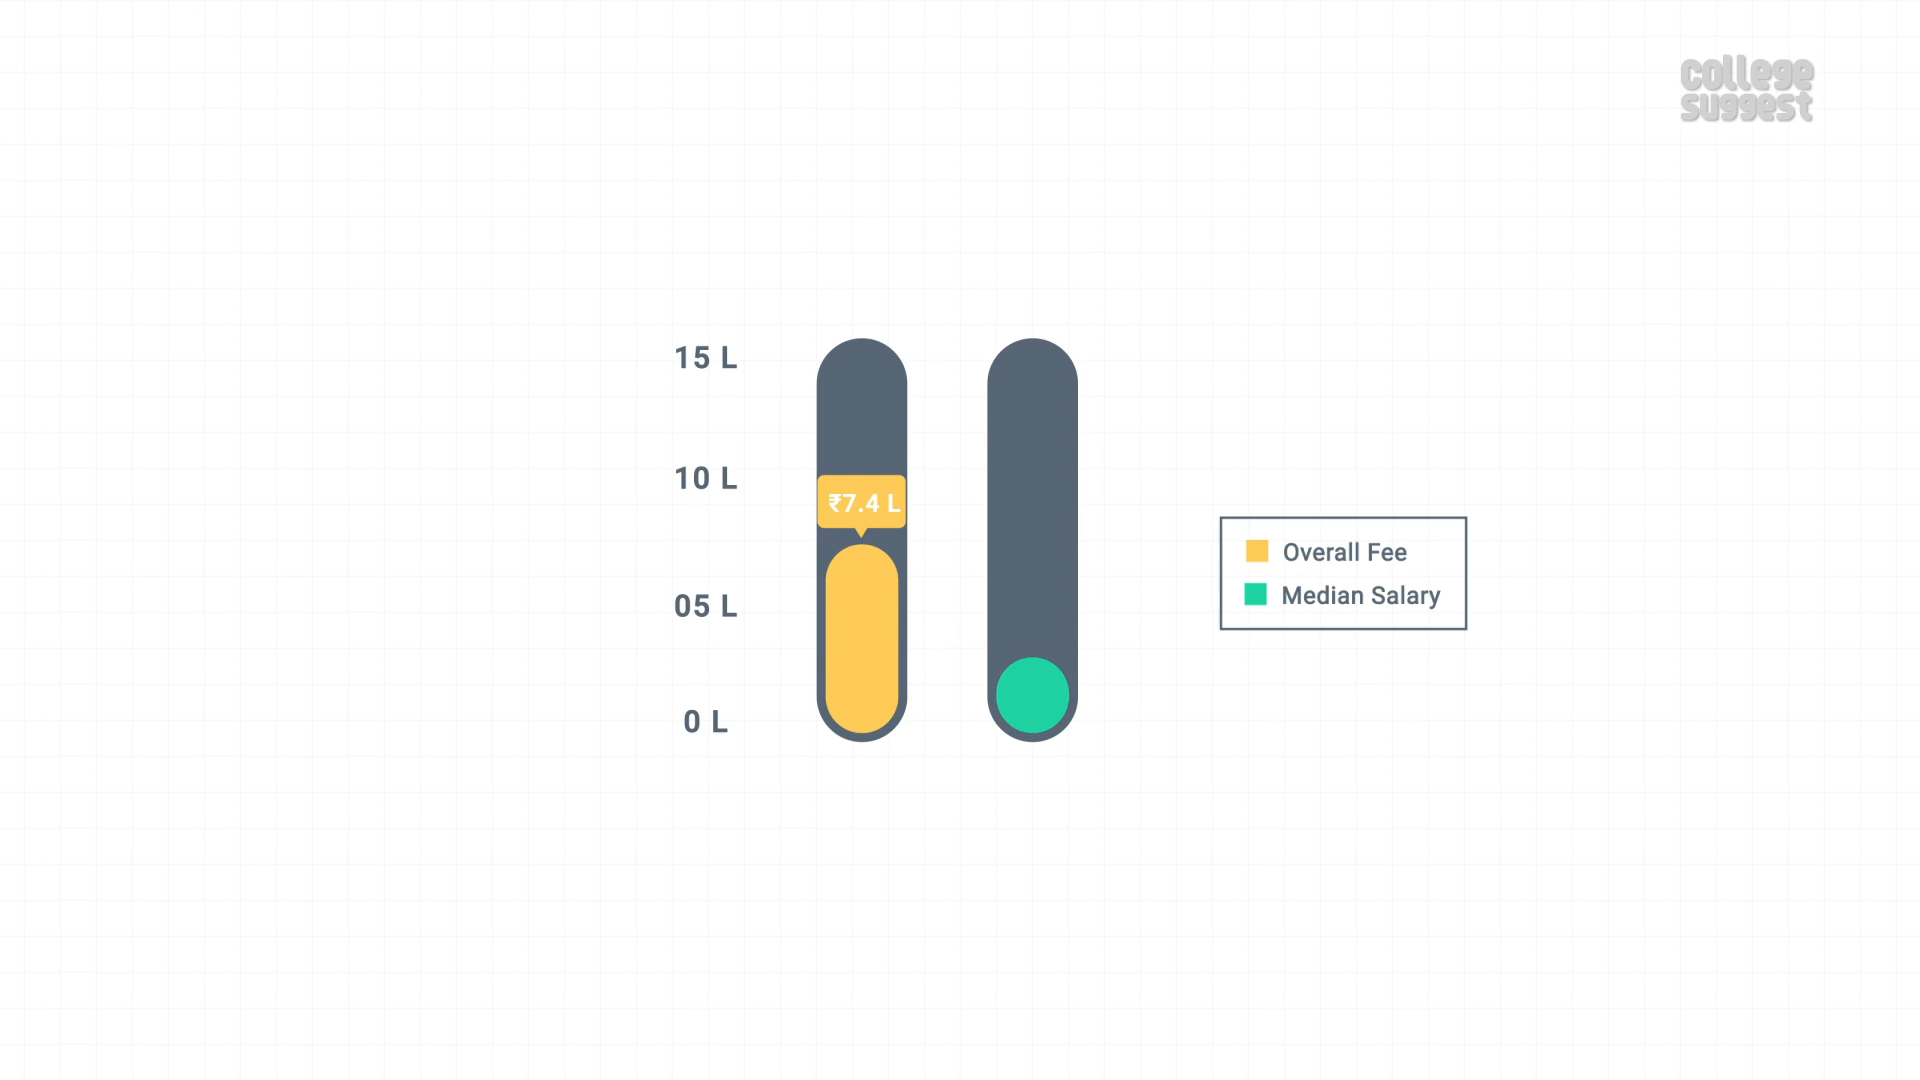 college
suggest
15 L
10 L
₹7.4 L
05 L
0 L
Overall Fee
Median Salary